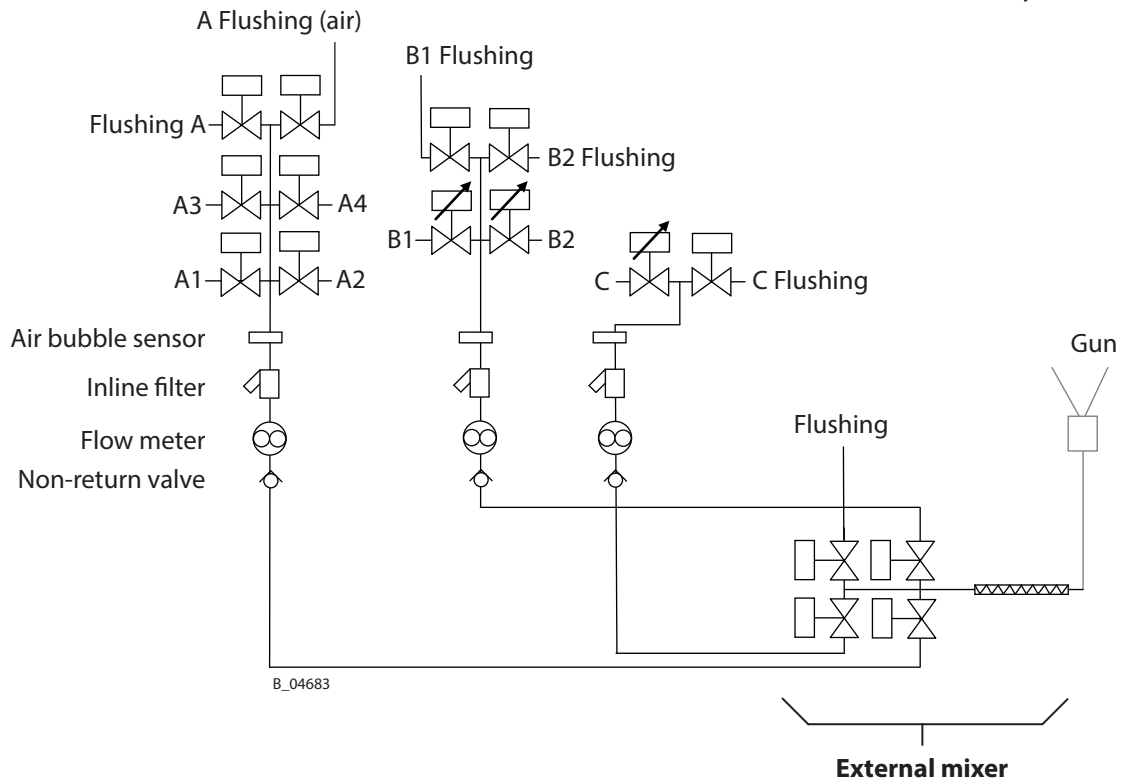 A Flushing (air)
B1 Flushing
Flushing A
B2 Flushing
A3
A4
B1
B2
A1
A2
C
C Flushing
Air bubble sensor
Gun
Inline filter
Flushing
Flow meter
Non-return valve
B_04683
External mixer